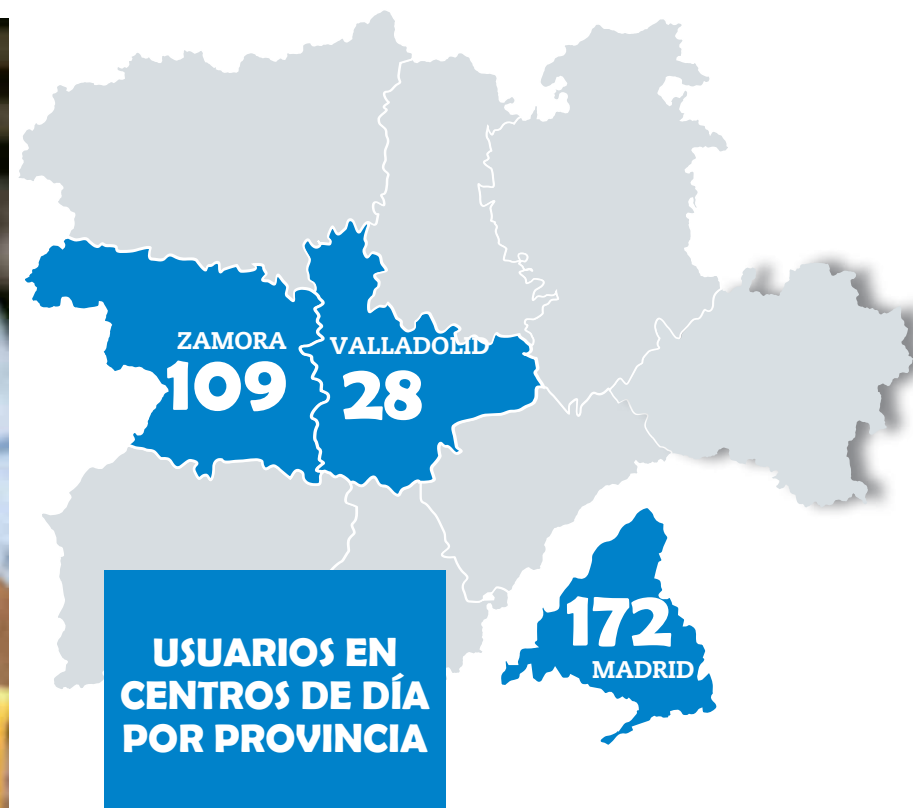 ZAMORA
109
VALLADOLID
28
172
MADRID
USUARIOS EN
CENTROS DE DÍA
POR PROVINCIA